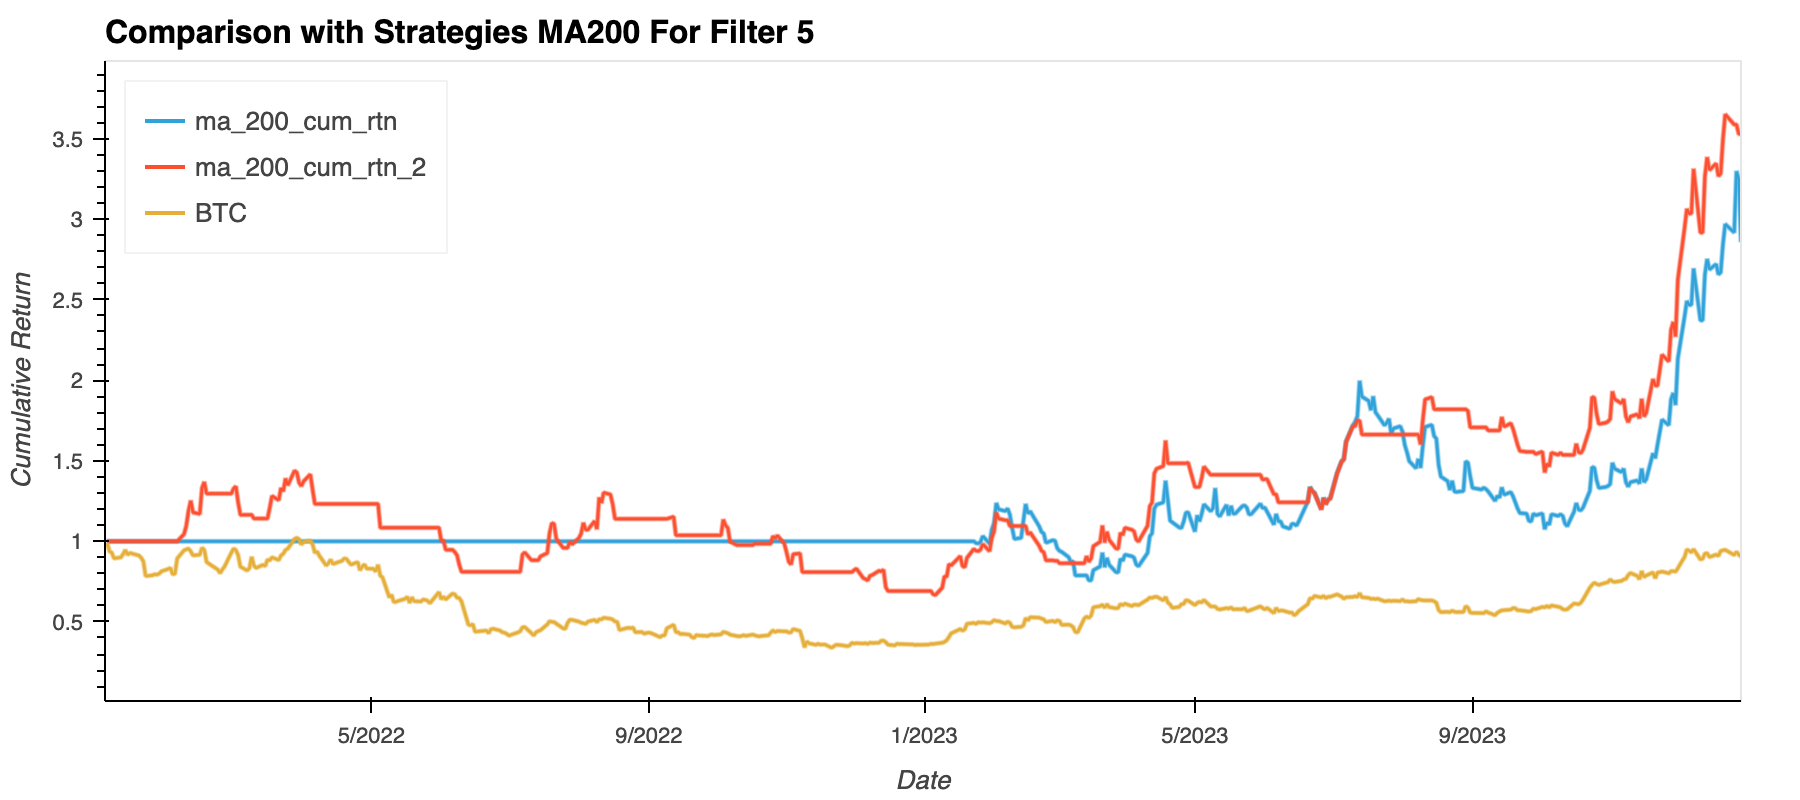 Comparison with Strategies MA200 For Filter 5
ma_200_cum_rtn
ma_200_cum_rtn_2
BTC
Cumulative Return
3.5
3
2.5
2
1.5
1
0.5
5/2022
9/2022
1/2023
5/2023
9/2023
Date